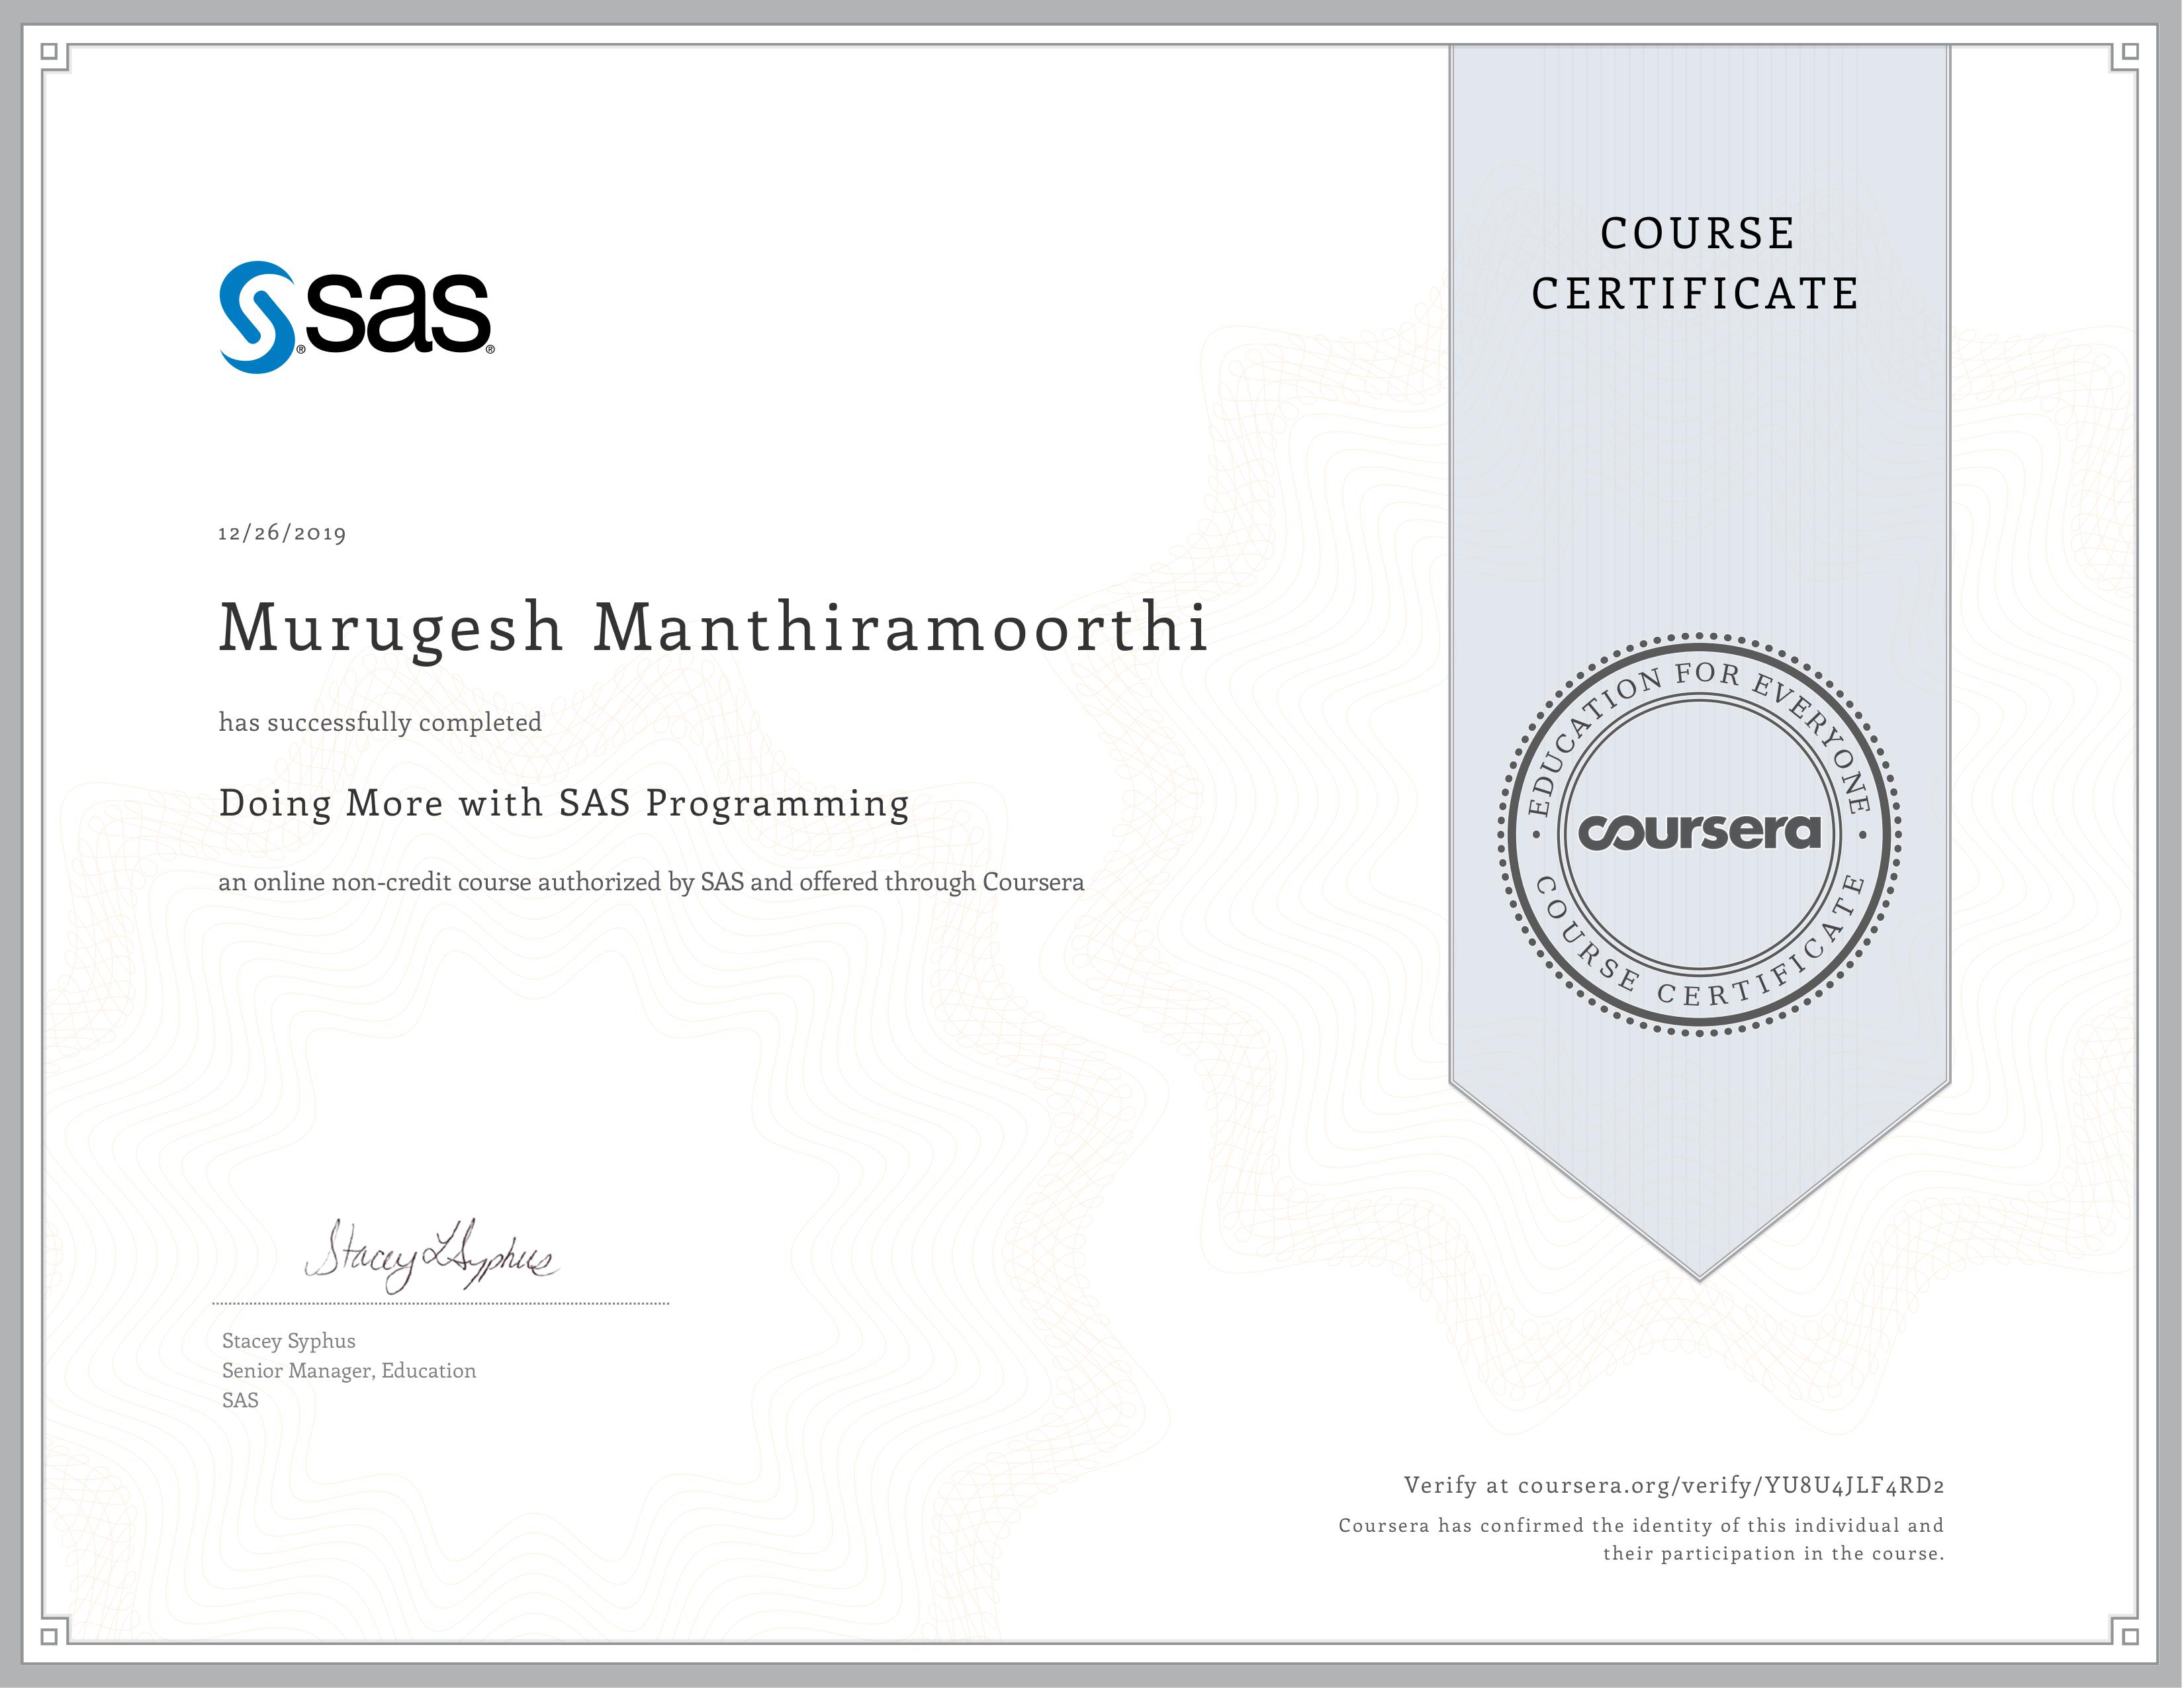 sas
COURSE
CERTIFICATE
12/26/2019
Murugesh Manthiramoorthi
has successfully completed
Doing More with SAS Programming
an online non-credit course authorized by SAS and offered through Coursera
• EDUCATION FOR EVERYONE •
coursera
COURSE CERTIFICATE
Stacey L Syphus
Stacey Syphus
Senior Manager, Education
SAS
Verify at coursera.org/verify/YU8U4JLF4RD2
Coursera has confirmed the identity of this individual and
their participation in the course.